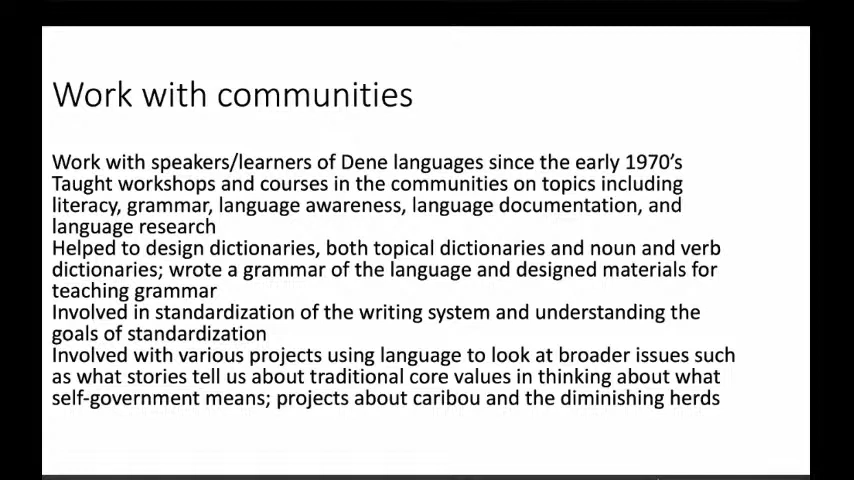 Work with communities
Work with speakers/learners of Dene languages since the early 1970's
Taught workshops and courses in the communities on topics including
literacy, grammar, language awareness, language documentation, and
language research
Helped to design dictionaries, both topical dictionaries and noun and verb
dictionaries; wrote a grammar of the language and designed materials for
teaching grammar
Involved in standardization of the writing system and understanding the
goals of standardization
Involved with various projects using language to look at broader issues such
as what stories tell us about traditional core values in thinking about what
self-government means; projects about caribou and the diminishing herds